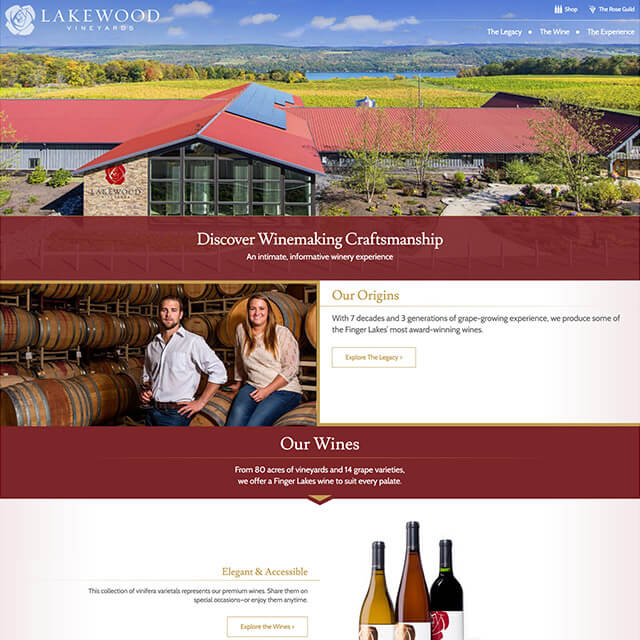 LAKEWOOD
VINEYARDS
Shop
The Rose Guild
The Legacy • The Wine • The Experience
LAKEWOOD
Discover Winemaking Craftsmanship
An intimate, informative winery experience
Our Origins
With 7 decades and 3 generations of grape-growing experience, we produce some of
the Finger Lakes' most award-winning wines.
Explore The Legacy ›
Our Wines
From 80 acres of vineyards and 14 grape varieties,
we offer a Finger Lakes wine to suit every palate.
Elegant & Accessible
This collection of vinifera varietals represents our premium wines. Share them on
special occasions–or enjoy them anytime.
Explore the Wines ›